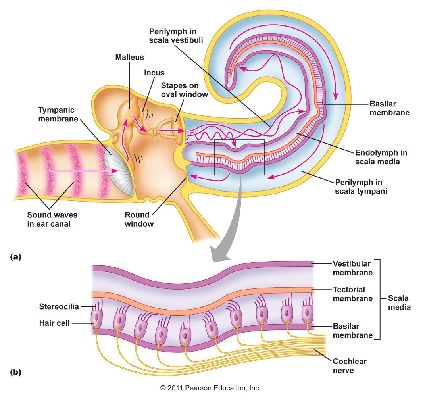 Perilymph in
scala vestibuli
Malleus
Incus
Stapes on
oval window
Tympanic
membrane
Basilar
membrane
Endolymph in
scala media
Perilymph in
scala tympani
Sound waves
in ear canal
Round
window
(a)
Vestibular
membrane
Tectorial
membrane
Scala
media
Stereocilia
Hair cell
Basilar
membrane
Cochlear
nerve
(b)
© 2011 Pearson Education, Inc.